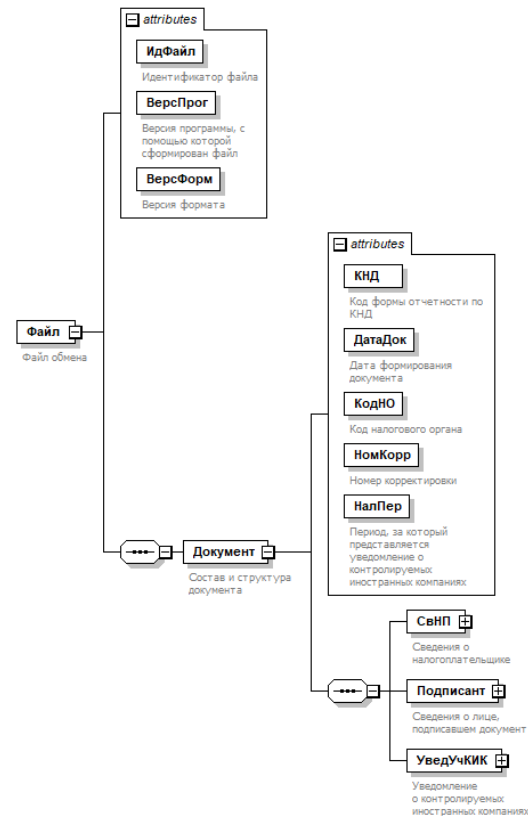 attributes
ИдФайл
Идентификатор файла
ВерсПрог
Версия программы, с
помощью которой
сформирован файл
ВерсФорм
Версия формата
Файл
Файл обмена
Документ
Состав и структура
документа
attributes
КНД
Код формы отчетности по
КНД
ДатаДок
Дата формирования
документа
КодНО
Код налогового органа
НомКорр
Номер корректировки
НалПер
Период, за который
представляется
уведомление о
контролируемых
иностранных компаниях
СвНП
Сведения о
налогоплательщике
Подписант
Сведения о лице,
подписавшем документ
УведУчКИК
Уведомление
о контролируемых
иностранных компаниях